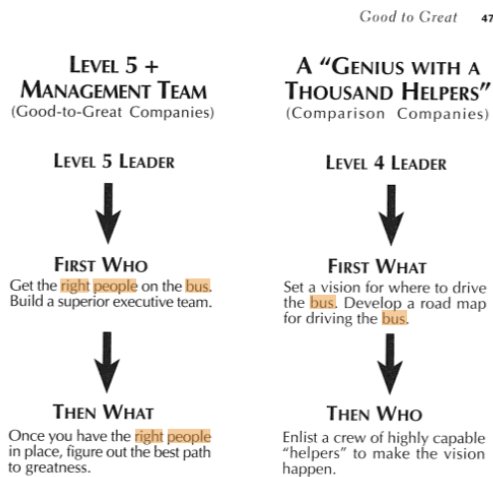 Good to Great 47
LEVEL 5 +
MANAGEMENT TEAM
(Good-to-Great Companies)
LEVEL 5 LEADER
FIRST WHO
Get the right people on the bus.
Build a superior executive team.
THEN WHAT
Once you have the right people
in place, figure out the best path
to greatness.
A “GENIUS WITH A
THOUSAND HELPERS”
(Comparison Companies)
LEVEL 4 LEADER
FIRST WHAT
Set a vision for where to drive
the bus. Develop a road map
for driving the bus.
THEN WHO
Enlist a crew of highly capable
“helpers” to make the vision
happen.